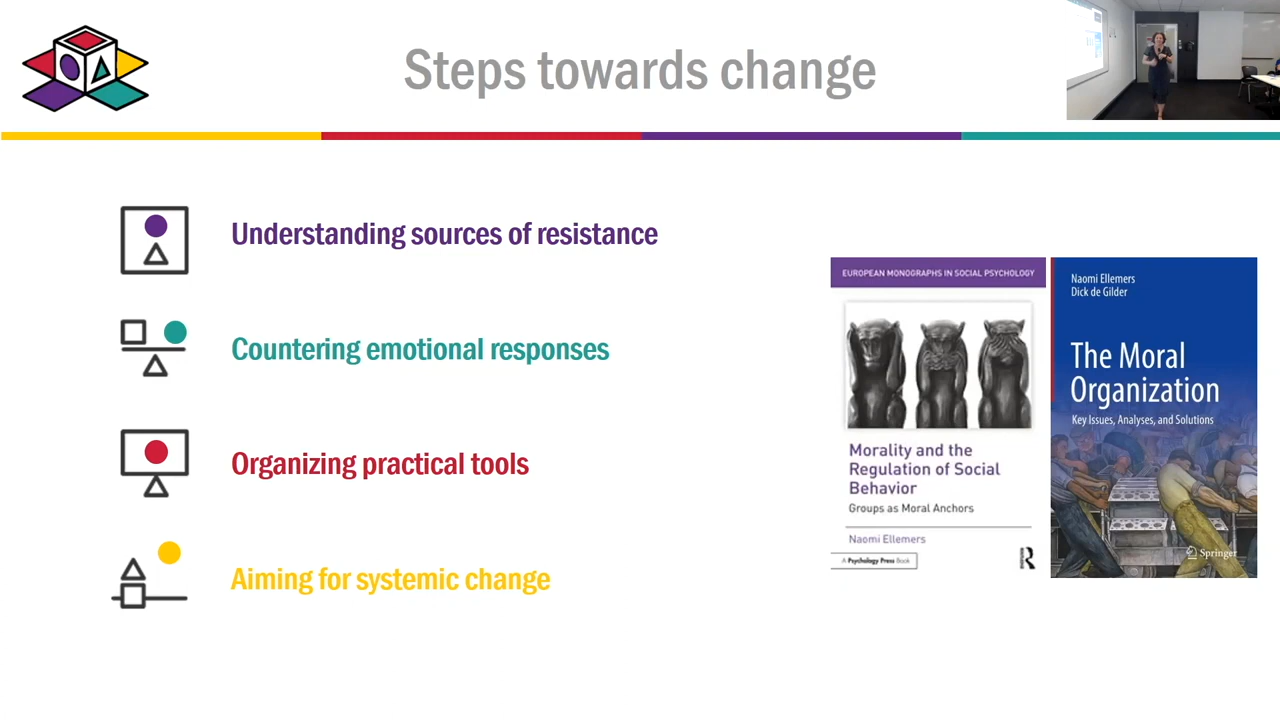 Steps towards change
Understanding sources of resistance
Countering emotional responses
Organizing practical tools
Aiming for systemic change
EUROPEAN MONOGRAPHS IN SOCIAL PSYCHOLOGY
Morality and the
Regulation of Social
Behavior
Groups as Moral Anchors
Naomi Ellemers
A Psychology Press Book
R
Naomi Ellemers
Dick de Gilder
The Moral
Organization
Key Issues, Analyses, and Solutions
Springer